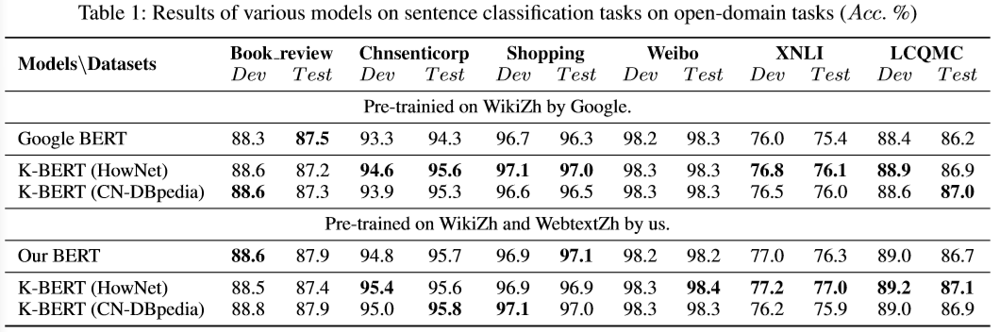 Table 1: Results of various models on sentence classification tasks on open-domain tasks (Acc. %)
Models\Datasets Book_review Chnsenticorp Shopping Weibo XNLI LCQMC
Dev Test Dev Test Dev Test Dev Test Dev Test Dev Test
Pre-trainied on WikiZh by Google.
Google BERT 88.3 87.5 93.3 94.3 96.7 96.3 98.2 98.3 76.0 75.4 88.4 86.2
K-BERT (HowNet) 88.6 87.2 94.6 95.6 97.1 97.0 98.3 98.3 76.8 76.1 88.9 86.9
K-BERT (CN-DBpedia) 88.6 87.3 93.9 95.3 96.6 96.5 98.3 98.3 76.5 76.0 88.6 87.0
Pre-trained on WikiZh and WebtextZh by us.
Our BERT 88.6 87.9 94.8 95.7 96.9 97.1 98.2 98.2 77.0 76.3 89.0 86.7
K-BERT (HowNet) 88.5 87.4 95.4 95.6 96.9 96.9 98.3 98.4 77.2 77.0 89.2 87.1
K-BERT (CN-DBpedia) 88.8 87.9 95.0 95.8 97.1 97.0 98.3 98.3 76.2 75.9 89.0 86.9